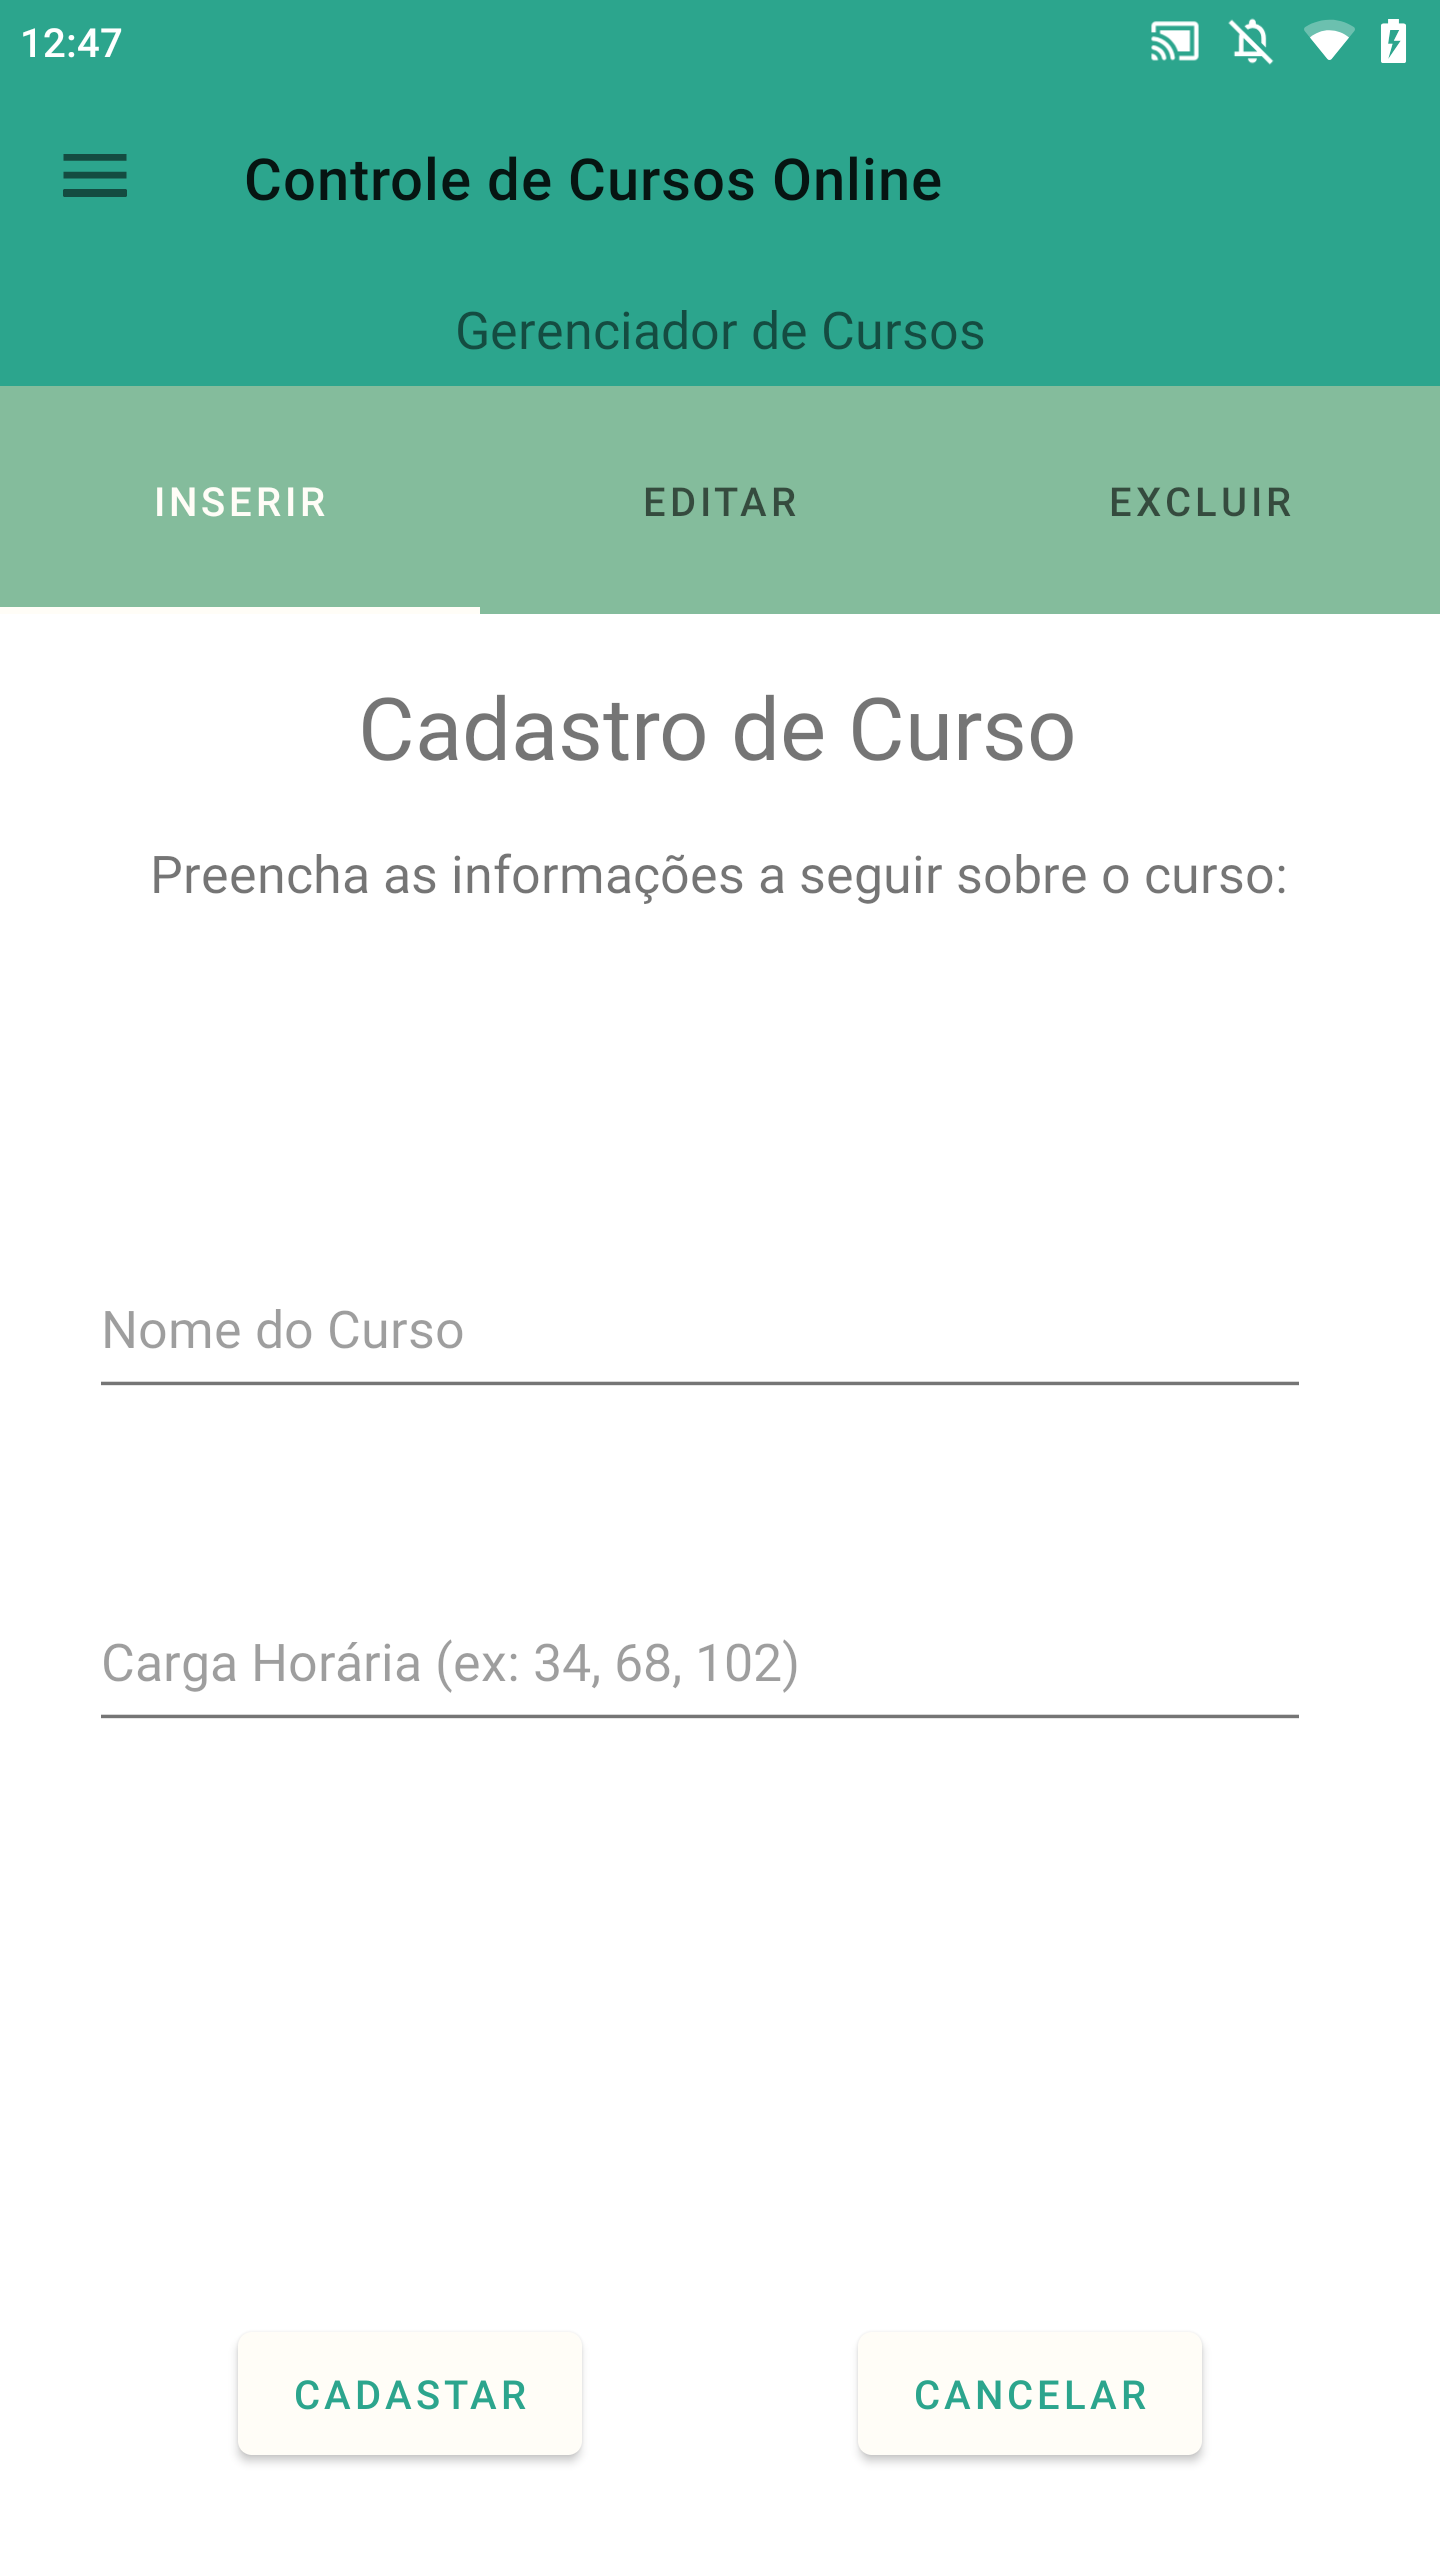 12:47
Controle de Cursos Online
Gerenciador de Cursos
INSERIR EDITAR EXCLUIR
Cadastro de Curso
Preencha as informações a seguir sobre o curso:
Nome do Curso
Carga Horária (ex: 34, 68, 102)
CADASTAR CANCELAR